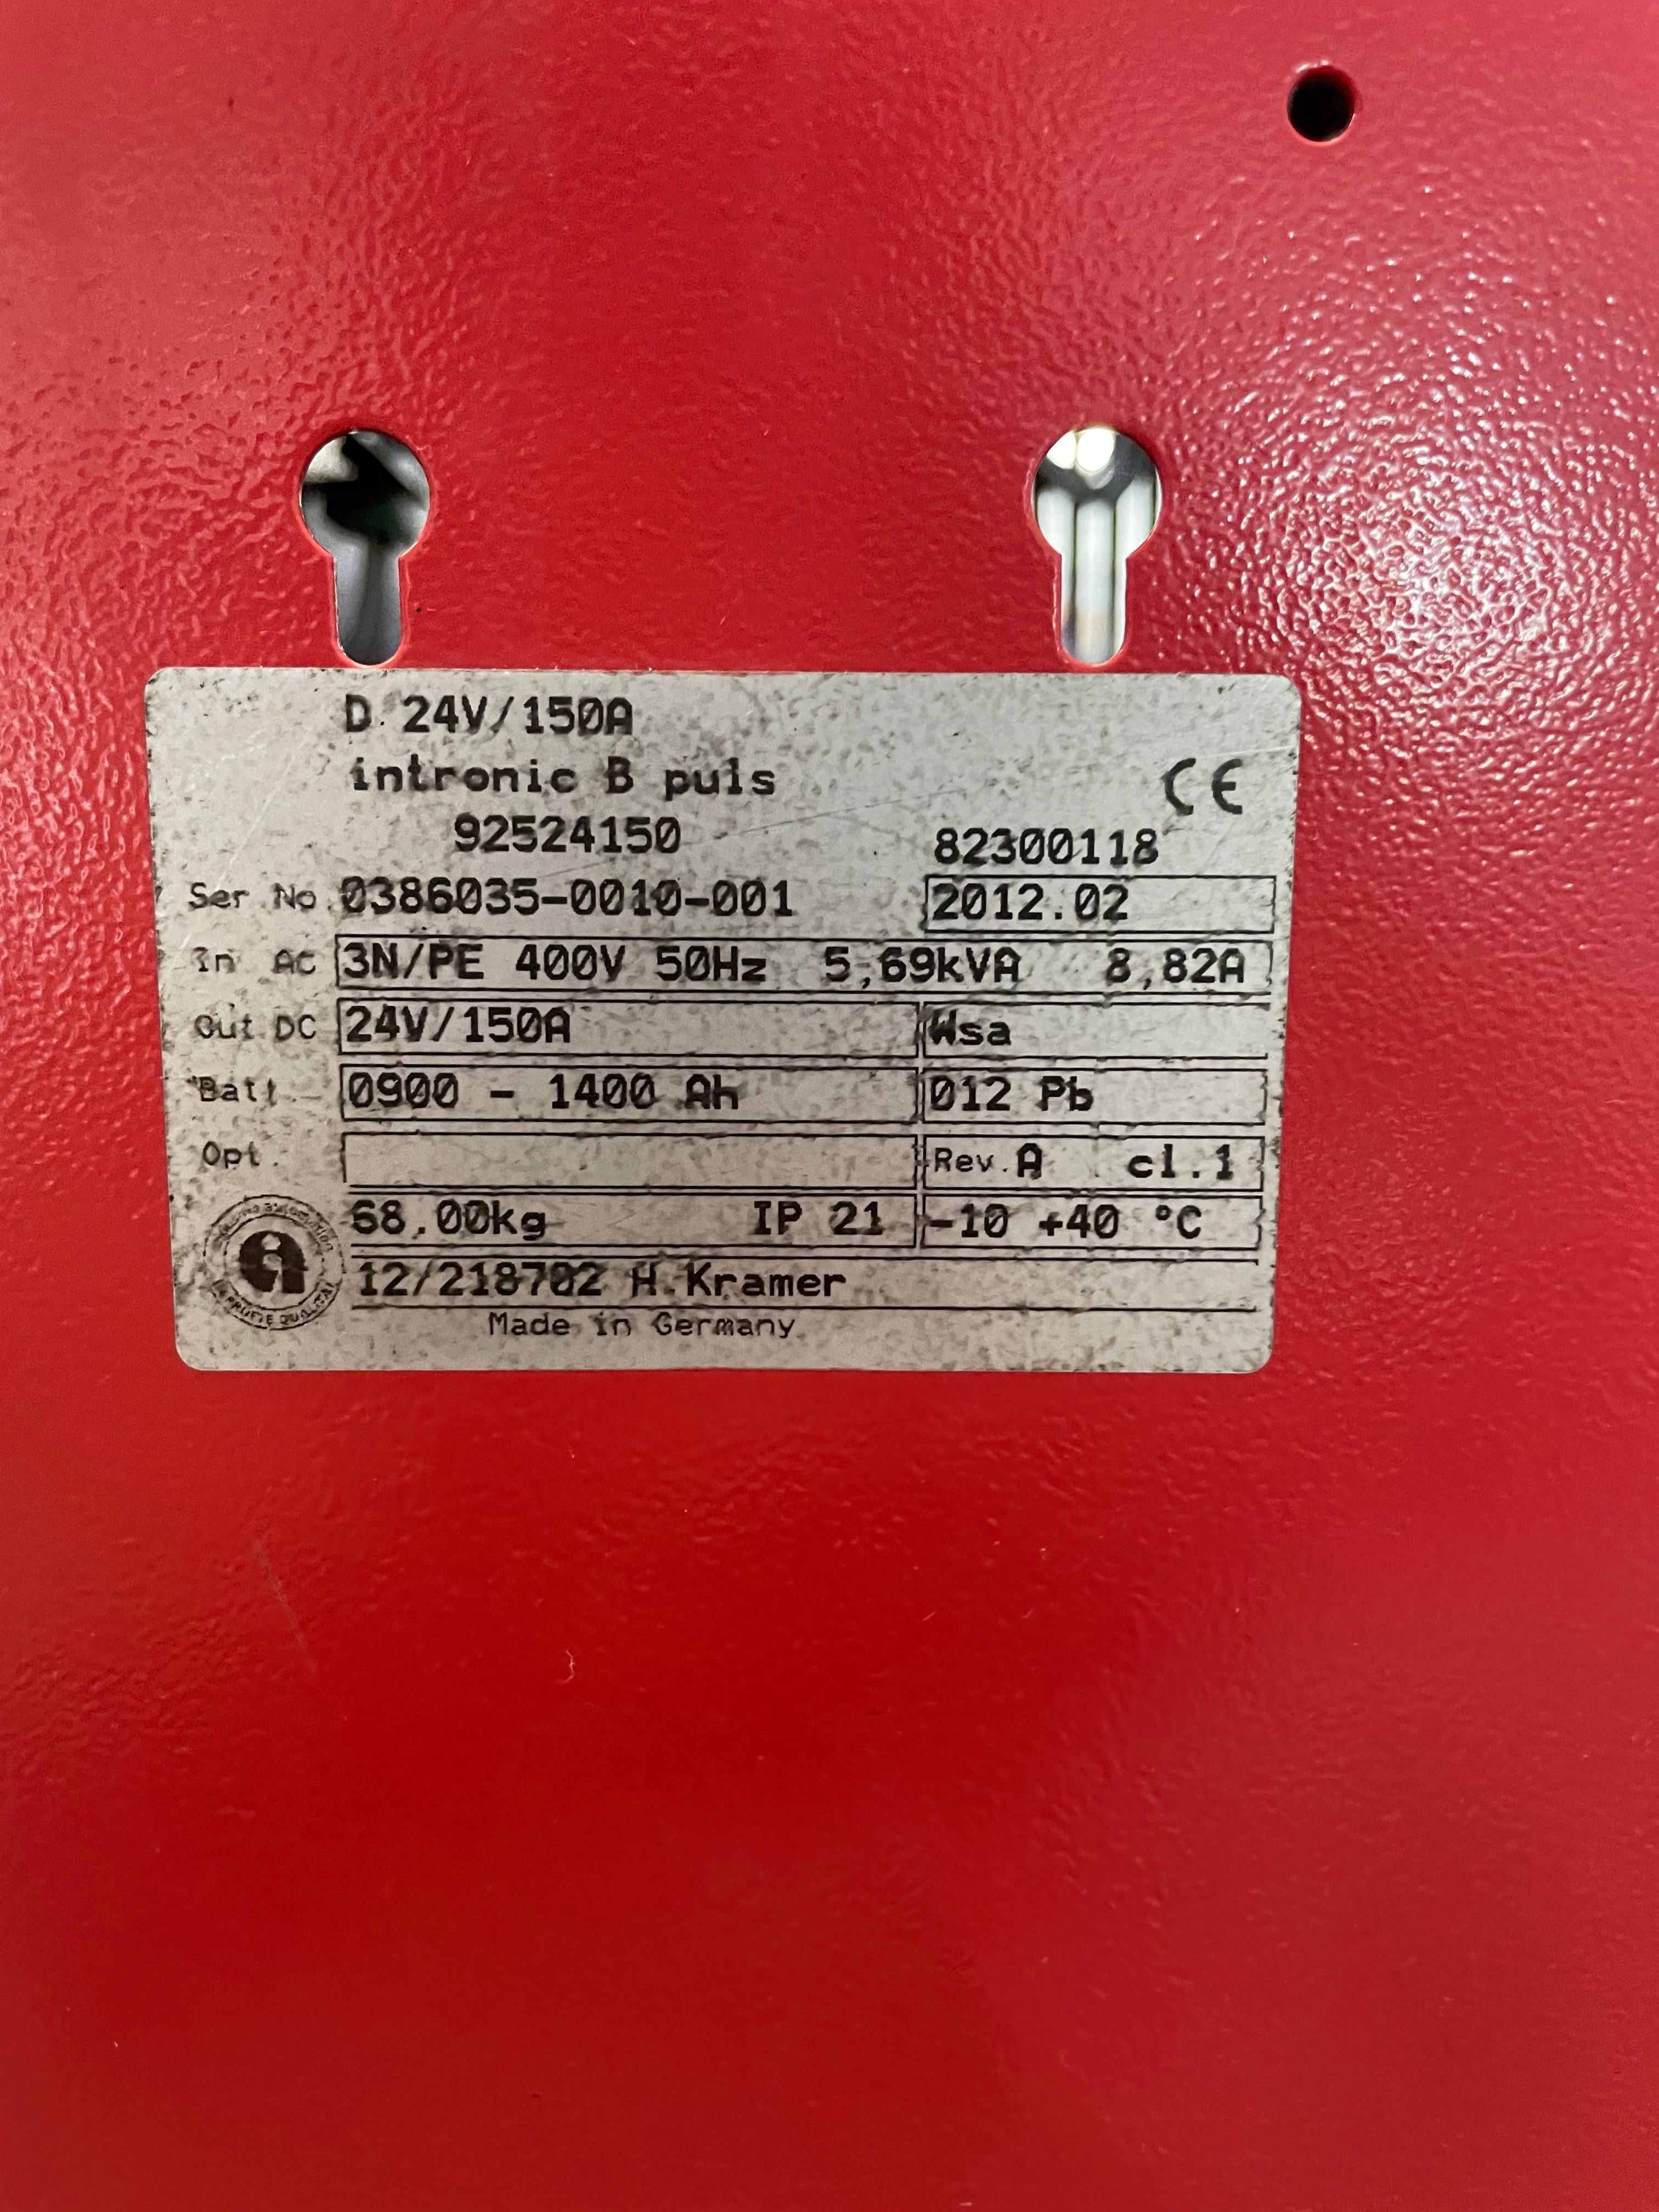 D 24V/150A
intronic B puls
CE
92524150
82300118
Ser No 0386035-0010-001 2012.02
In AC 3N/PE 400V 50Hz 5,69kVA 8,82A
Out DC 24V/150A Wsa
Batt. 0900 - 1400 Ah 012 Pb
Opt. Rev. A cl.1
68,00kg IP 21 -10 +40 °C
12/218702 H.Kramer
Made in Germany